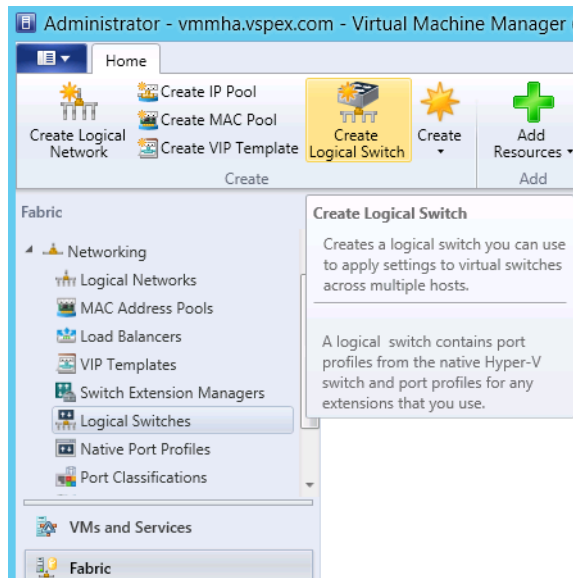 Administrator - vmmha.vspex.com - Virtual Machine Manager
Home
Create Logical
Network
Create IP Pool
Create MAC Pool
Create VIP Template
Create
Logical Switch
Create
Add
Resources
Create
Add
Fabric
Create Logical Switch
Creates a logical switch you can use
to apply settings to virtual switches
across multiple hosts.
A logical switch contains port
profiles from the native Hyper-V
switch and port profiles for any
extensions that you use.
Networking
Logical Networks
MAC Address Pools
Load Balancers
VIP Templates
Switch Extension Managers
Logical Switches
Native Port Profiles
Port Classifications
VMs and Services
Fabric